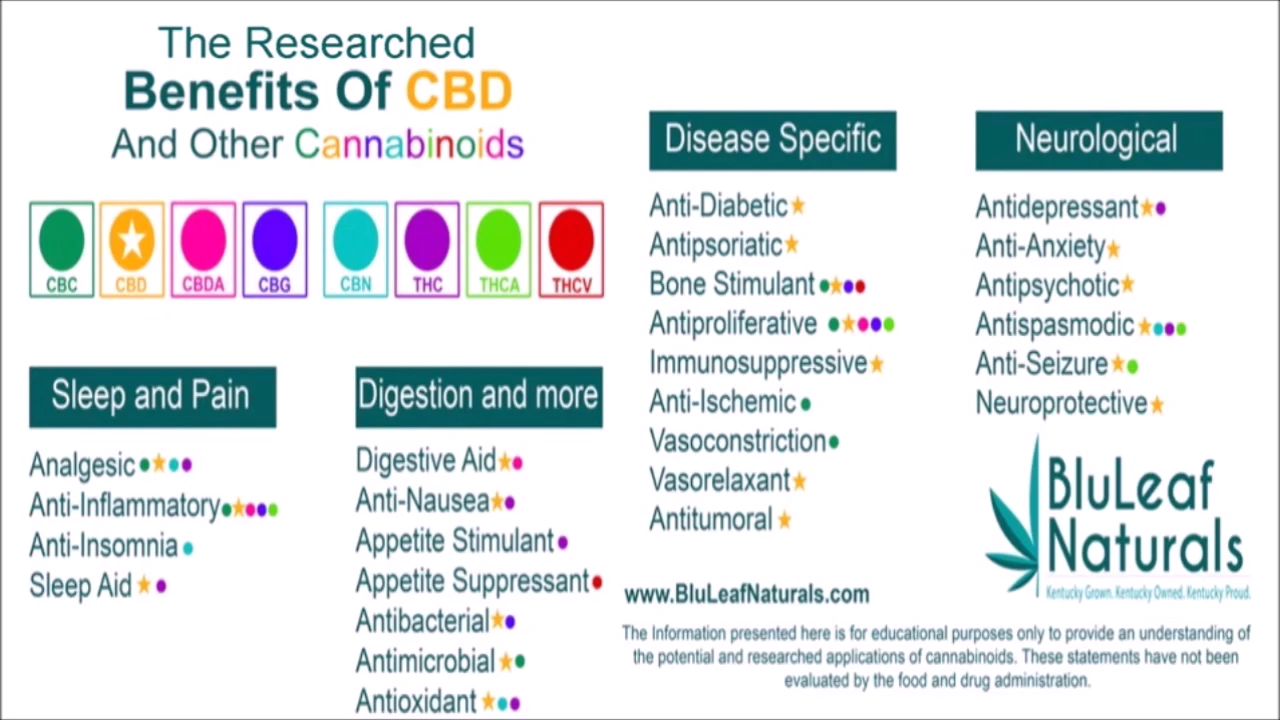 The Researched
Benefits Of CBD
And Other Cannabinoids
CBC CBD CBDA CBG CBN THC THCA THCV
Sleep and Pain
Analgesic
Anti-Inflammatory
Anti-Insomnia
Sleep Aid
Digestion and more
Digestive Aid
Anti-Nausea
Appetite Stimulant
Appetite Suppressant
Antibacterial
Antimicrobial
Antioxidant
Disease Specific
Anti-Diabetic
Antipsoriatic
Bone Stimulant
Antiproliferative
Immunosuppressive
Anti-Ischemic
Vasoconstriction
Vasorelaxant
Antitumoral
Neurological
Antidepressant
Anti-Anxiety
Antipsychotic
Antispasmodic
Anti-Seizure
Neuroprotective
BluLeaf
Naturals
Kentucky Grown. Kentucky Owned. Kentucky Proud.
www.BluLeafNaturals.com
The Information presented here is for educational purposes only to provide an understanding of
the potential and researched applications of cannabinoids. These statements have not been
evaluated by the food and drug administration.